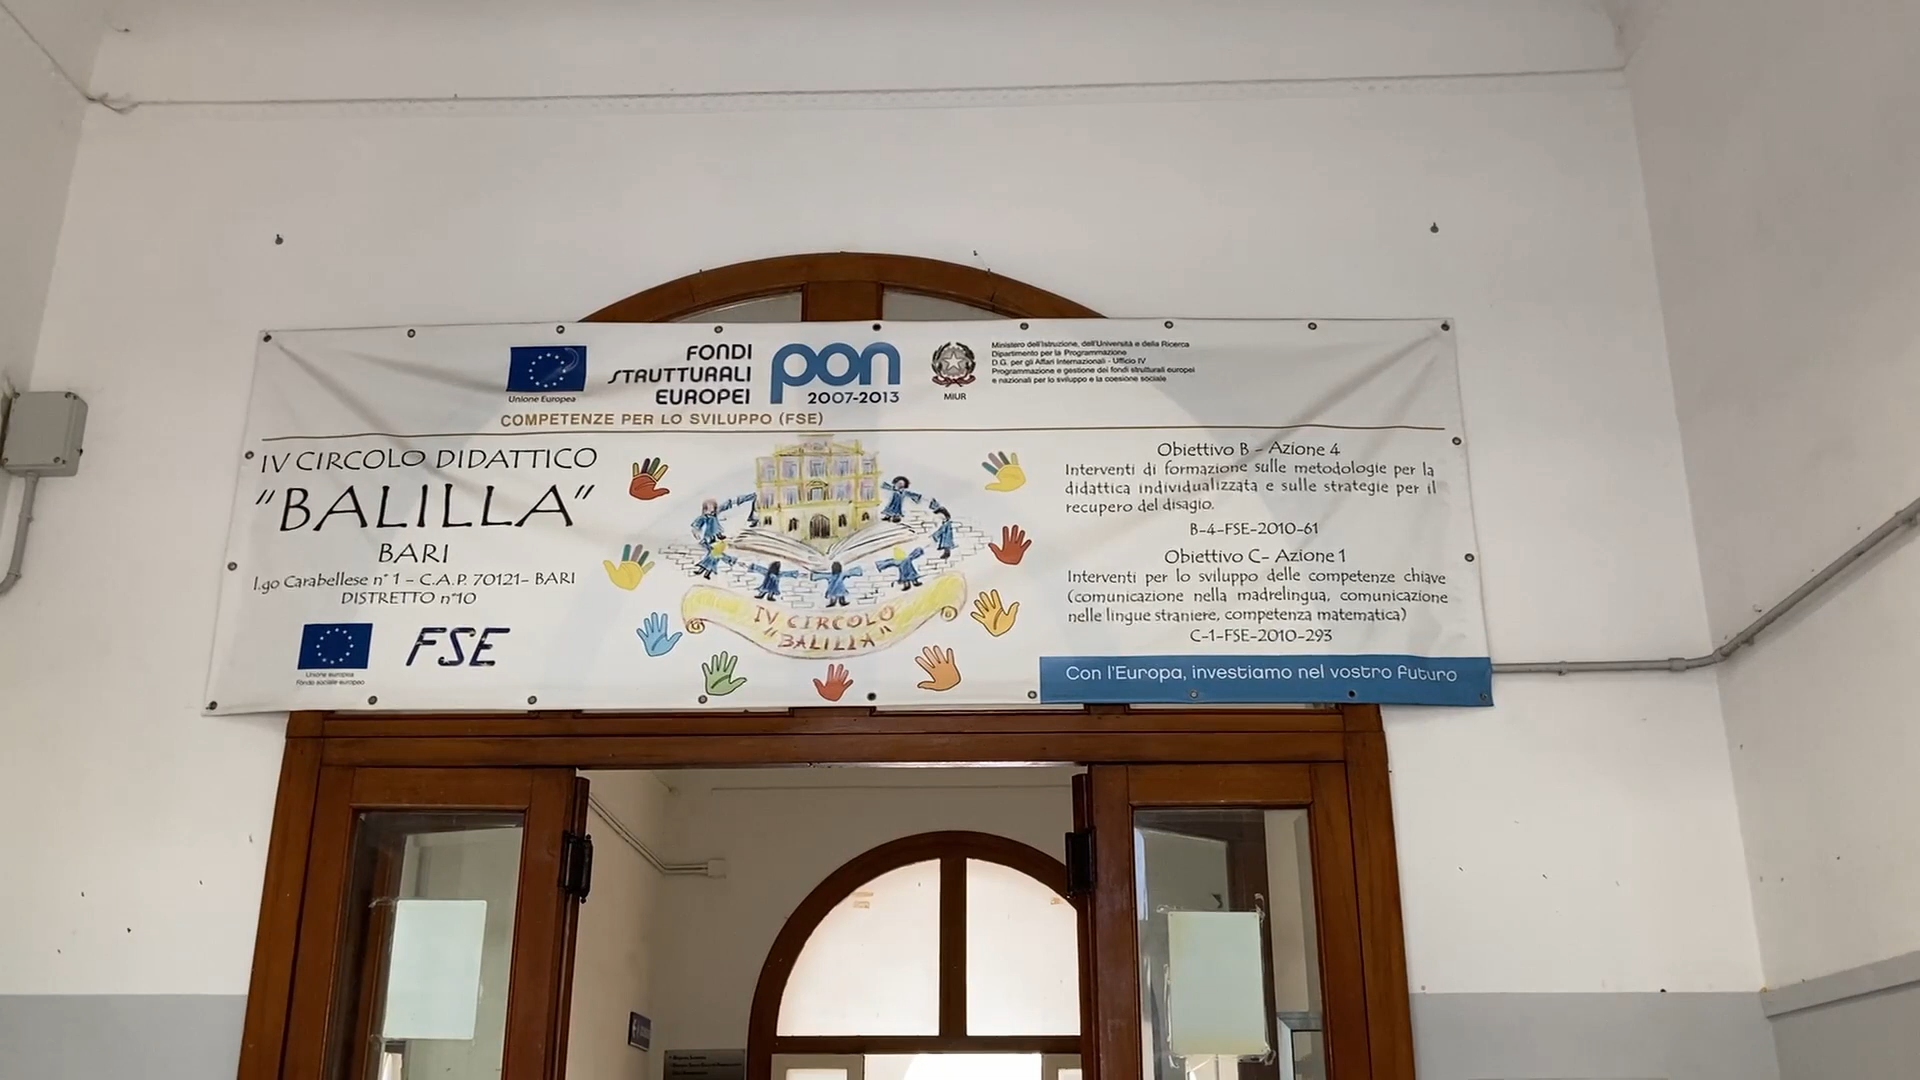 Unione Europea
FONDI
STRUTTURALI
EUROPEI
pon
2007-2013
MIUR
Ministero dell'Istruzione, dell'Università e della Ricerca
Dipartimento per la Programmazione
D.G. per gli Affari Internazionali - Ufficio IV
Programmazione e gestione dei fondi strutturali europei
e nazionali per lo sviluppo e la coesione sociale
COMPETENZE PER LO SVILUPPO (FSE)
IV CIRCOLO DIDATTICO
"BALILLA"
BARI
l.go Carabellese n° 1 - C.A.P. 70121- BARI
DISTRETTO n°10
Unione europea
Fondo sociale europeo
FSE
IV CIRCOLO
"BALILLA"
Obiettivo B - Azione 4
Interventi di formazione sulle metodologie per la
didattica individualizzata e sulle strategie per il
recupero del disagio.
B-4-FSE-2010-61
Obiettivo C- Azione 1
Interventi per lo sviluppo delle competenze chiave
(comunicazione nella madrelingua, comunicazione
nelle lingue straniere, competenza matematica)
C-1-FSE-2010-293
Con l'Europa, investiamo nel vostro futuro